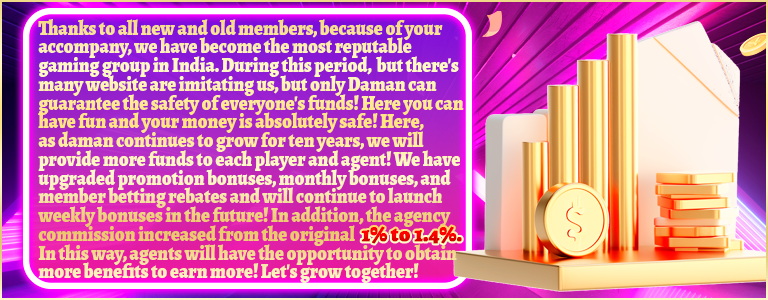 Thanks to all new and old members, because of your
accompany, we have become the most reputable
gaming group in India. During this period, but there's
many website are imitating us, but only Daman can
guarantee the safety of everyone's funds! Here you can
have fun and your money is absolutely safe! Here,
as daman continues to grow for ten years, we will
provide more funds to each player and agent! We have
upgraded promotion bonuses, monthly bonuses, and
member betting rebates and will continue to launch
weekly bonuses in the future! In addition, the agency
commission increased from the original 1% to 1.4%.
In this way, agents will have the opportunity to obtain
more benefits to earn more! Let's grow together!
$